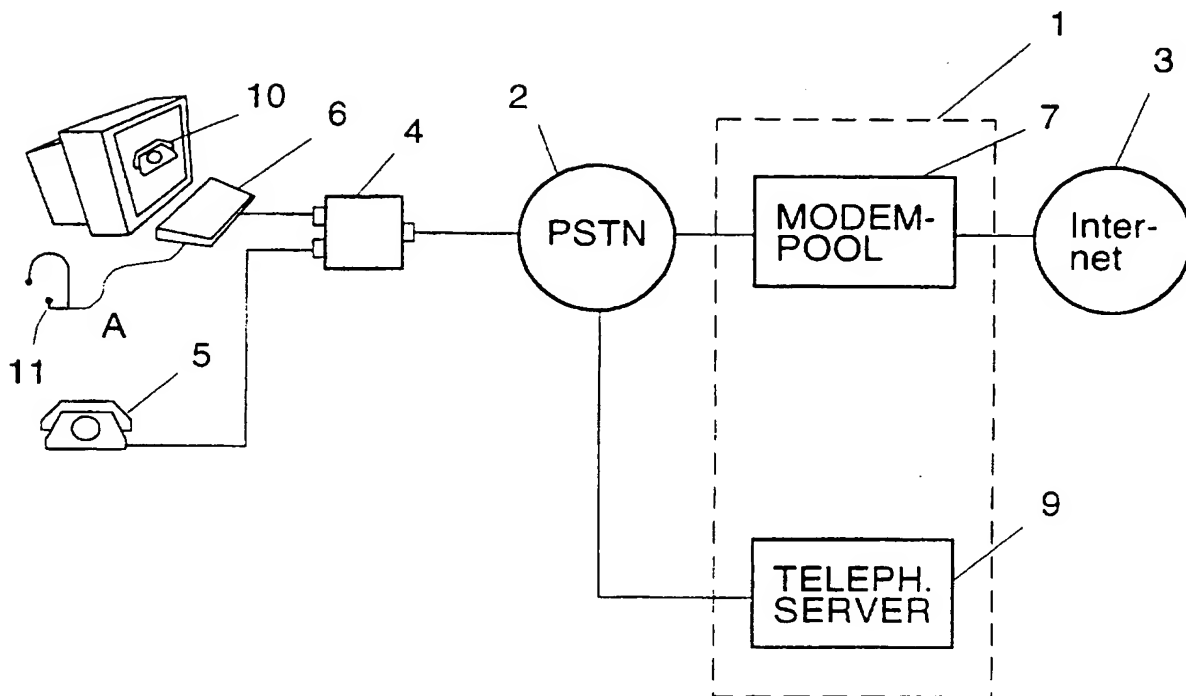 1
10
6
2
3
4
7
PSTN
MODEM-
POOL
Inter-
net
A
11
5
9
TELEPH.
SERVER